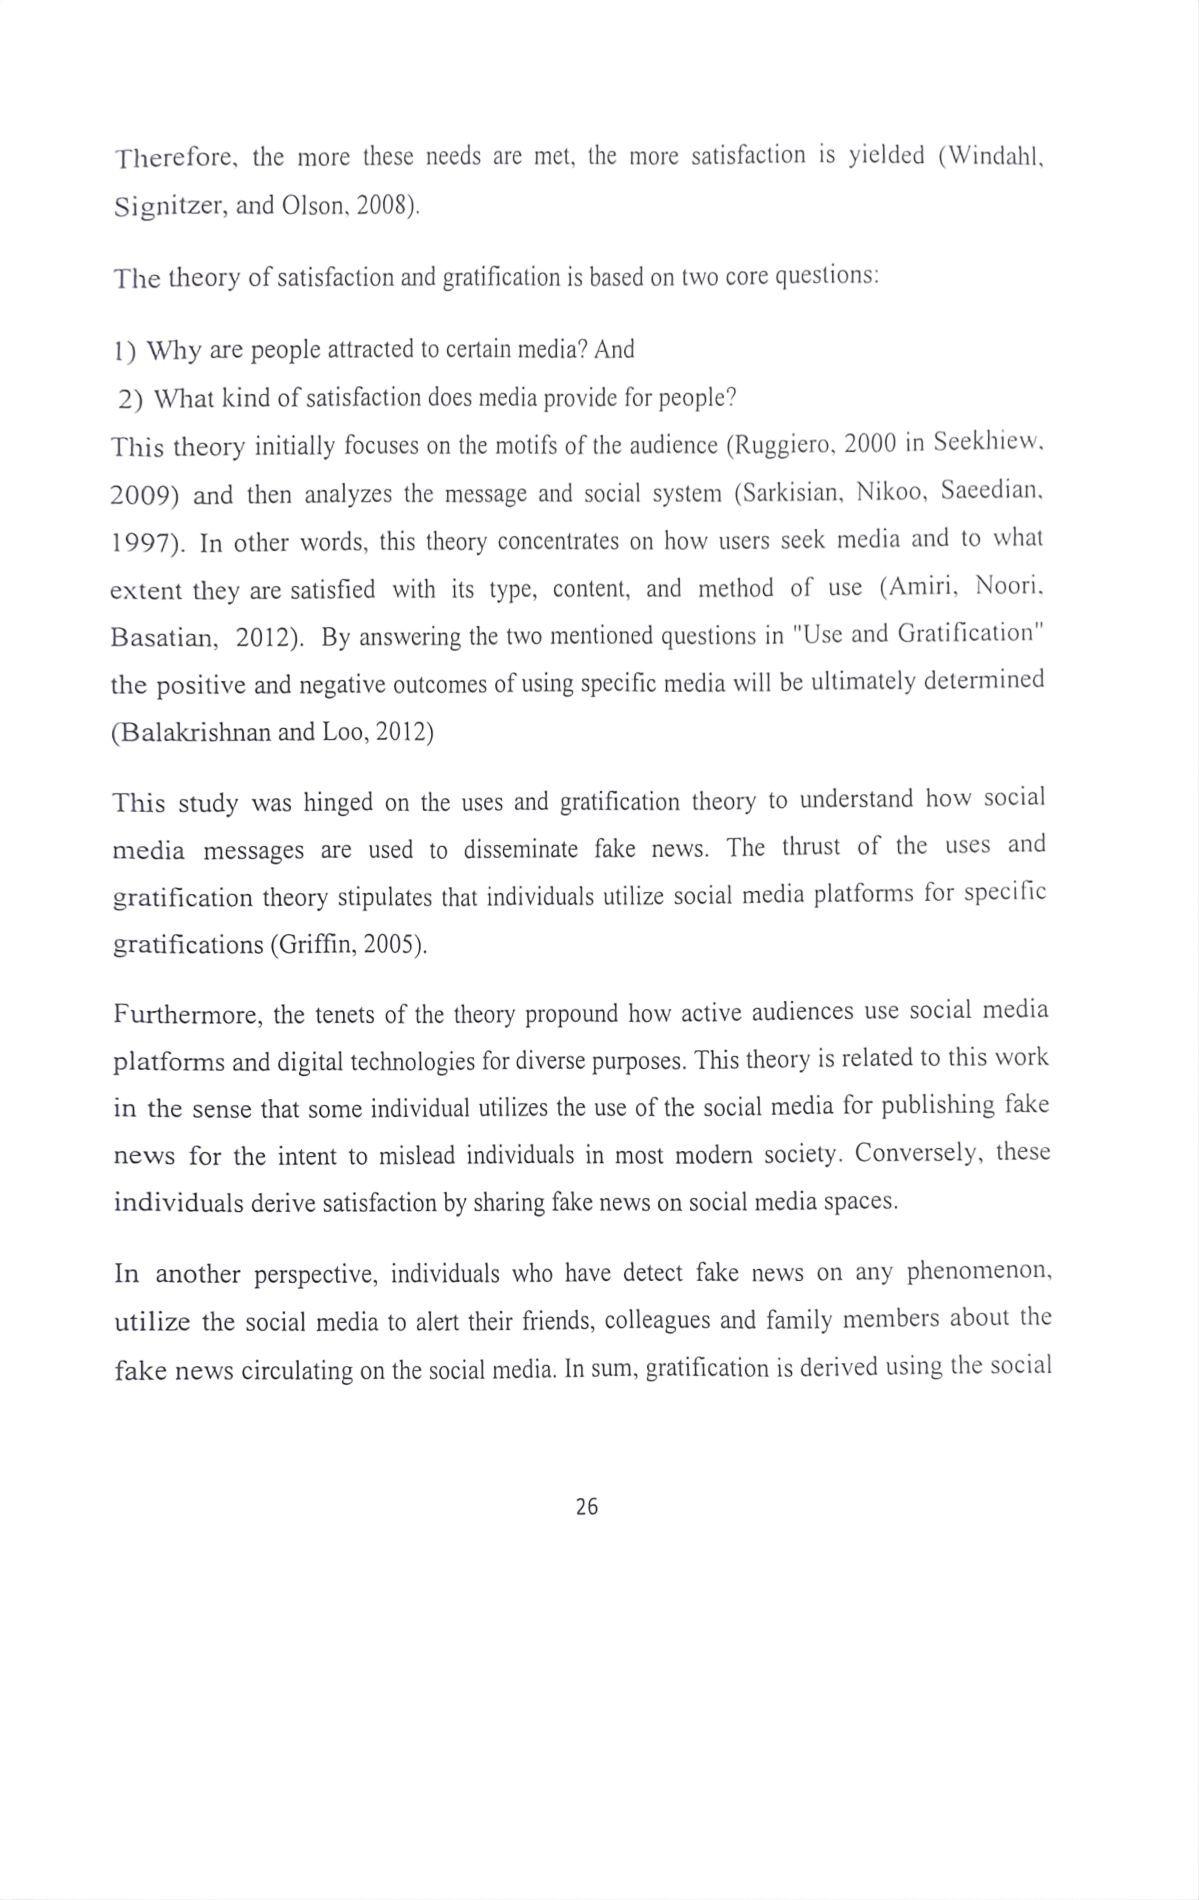 Therefore, the more these needs are met, the more satisfaction is yielded (Windahl,
Signitzer, and Olson, 2008).
The theory of satisfaction and gratification is based on two core questions:
1) Why are people attracted to certain media? And
2) What kind of satisfaction does media provide for people?
This theory initially focuses on the motifs of the audience (Ruggiero, 2000 in Seekhiew,
2009) and then analyzes the message and social system (Sarkisian, Nikoo, Saeedian,
1997). In other words, this theory concentrates on how users seek media and to what
extent they are satisfied with its type, content, and method of use (Amiri, Noori,
Basatian, 2012). By answering the two mentioned questions in "Use and Gratification"
the positive and negative outcomes of using specific media will be ultimately determined
(Balakrishnan and Loo, 2012)
This study was hinged on the uses and gratification theory to understand how social
media messages are used to disseminate fake news. The thrust of the uses and
gratification theory stipulates that individuals utilize social media platforms for specific
gratifications (Griffin, 2005).
Furthermore, the tenets of the theory propound how active audiences use social media
platforms and digital technologies for diverse purposes. This theory is related to this work
in the sense that some individual utilizes the use of the social media for publishing fake
news for the intent to mislead individuals in most modern society. Conversely, these
individuals derive satisfaction by sharing fake news on social media spaces.
In another perspective, individuals who have detect fake news on any phenomenon,
utilize the social media to alert their friends, colleagues and family members about the
fake news circulating on the social media. In sum, gratification is derived using the social
26